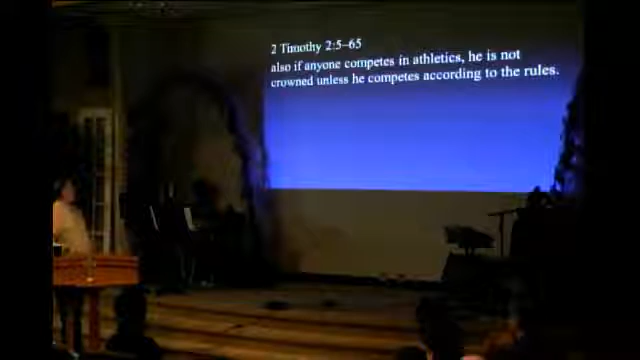 2 Timothy 2:5–65
also if anyone competes in athletics, he is not
crowned unless he competes according to the rules.